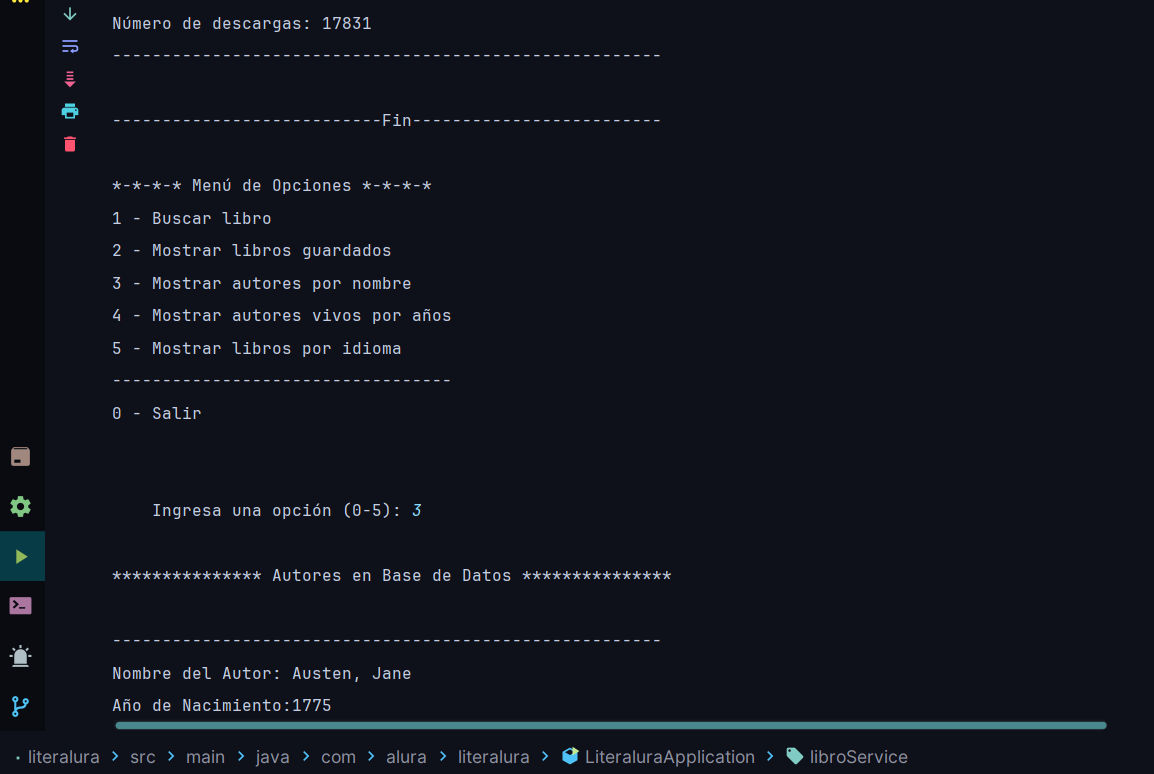 Número de descargas: 17831
-------------------------------------------------------
---------------------------Fin-------------------------
*-*-*-* Menú de Opciones *-*-*-*
1 - Buscar libro
2 - Mostrar libros guardados
3 - Mostrar autores por nombre
4 - Mostrar autores vivos por años
5 - Mostrar libros por idioma
----------------------------------
0 - Salir
Ingresa una opción (0-5): 3
*************** Autores en Base de Datos ***************
-------------------------------------------------------
Nombre del Autor: Austen, Jane
Año de Nacimiento:1775
literalura > src > main > java > com > alura > literalura > LiteraluraApplication > libroService